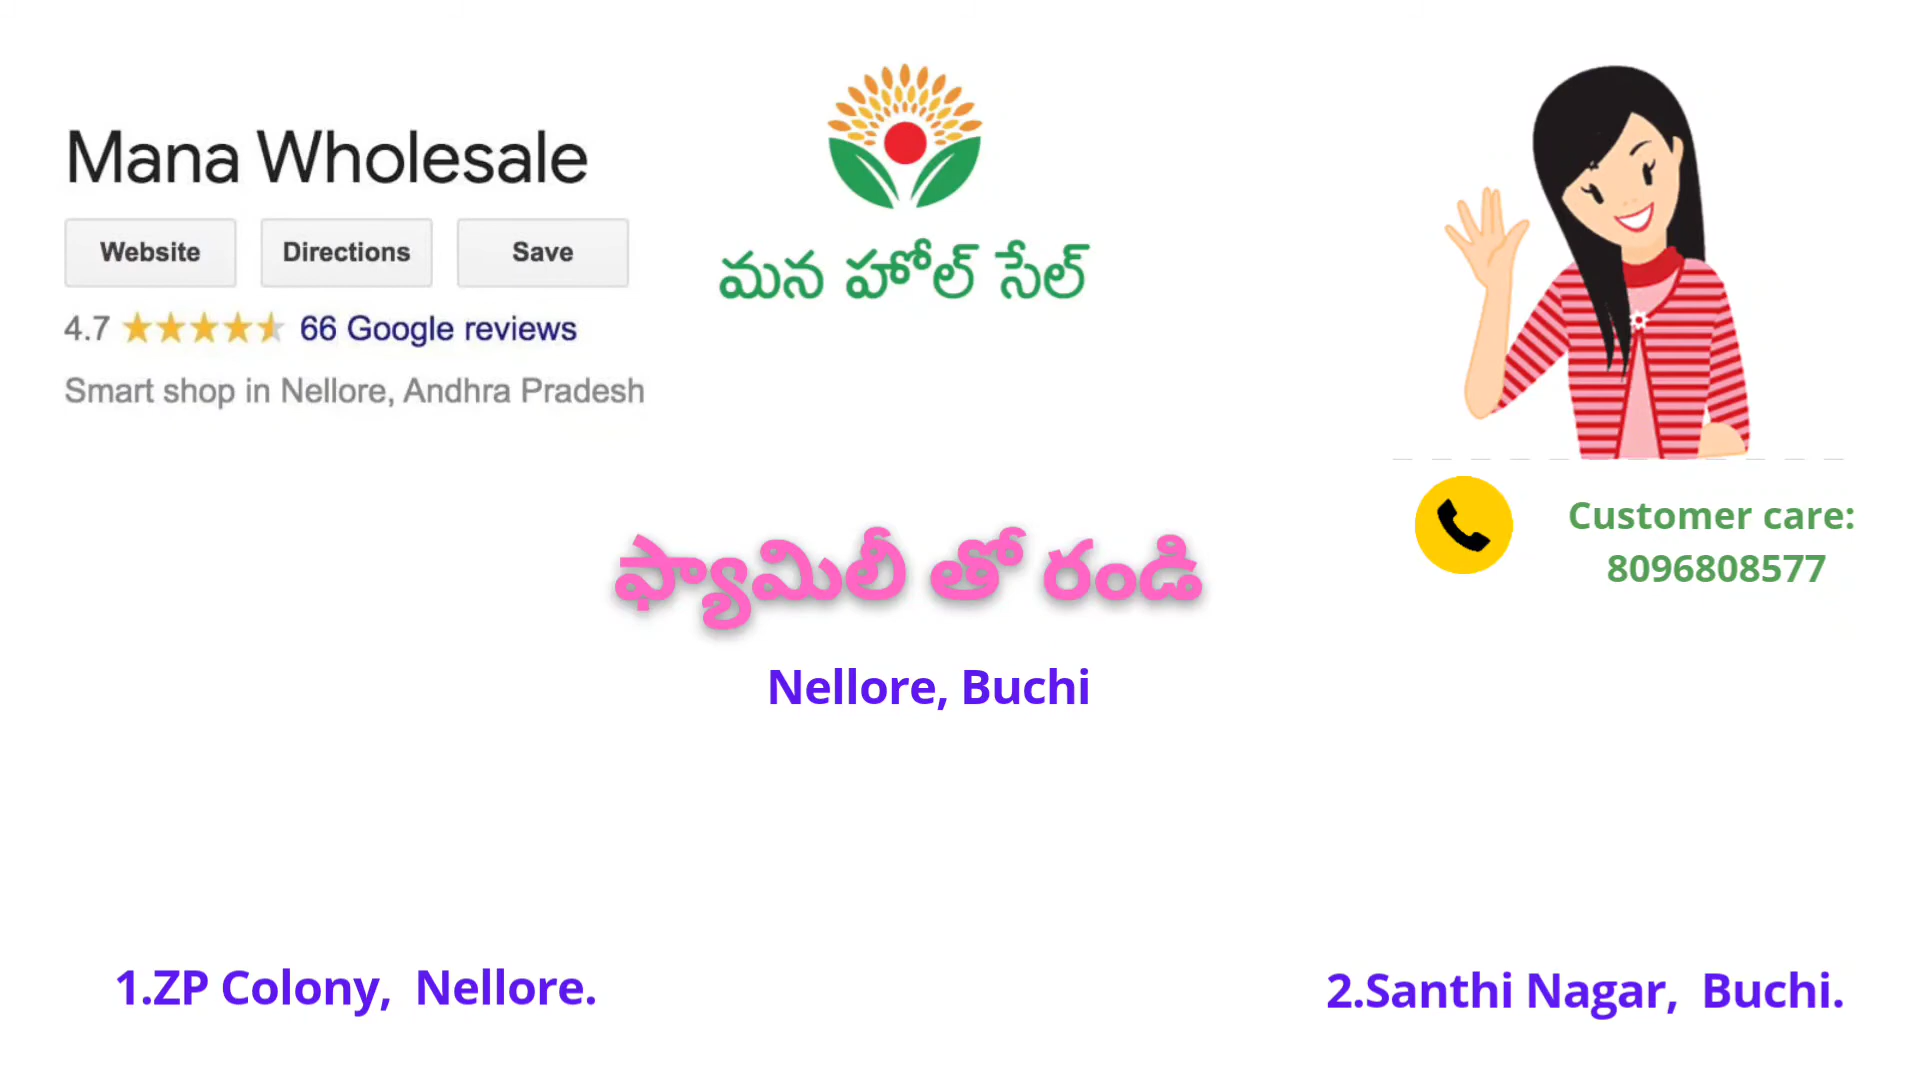 Mana Wholesale
Website Directions Save
4.7 66 Google reviews
Smart shop in Nellore, Andhra Pradesh
మన హోల్ సేల్
Customer care:
8096808577
ఫ్యామిలీ తో రండి
Nellore, Buchi
1.ZP Colony, Nellore.
2.Santhi Nagar, Buchi.